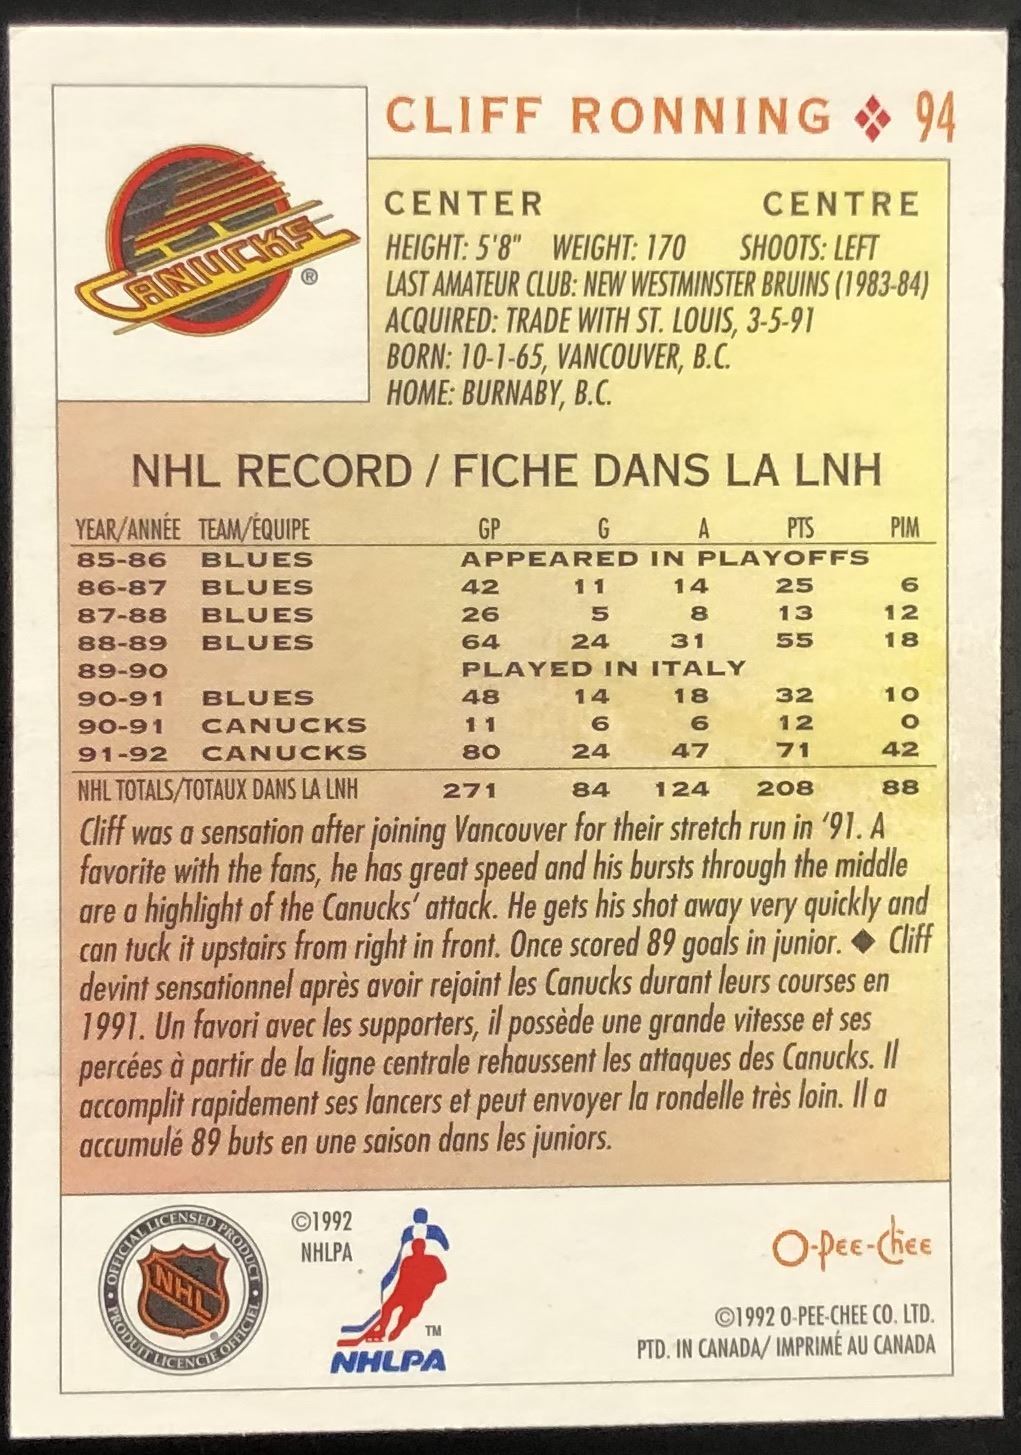 CANUCKS ®
CLIFF RONNING 94
CENTER CENTRE
HEIGHT: 5'8" WEIGHT: 170 SHOOTS: LEFT
LAST AMATEUR CLUB: NEW WESTMINSTER BRUINS (1983-84)
ACQUIRED: TRADE WITH ST. LOUIS, 3-5-91
BORN: 10-1-65, VANCOUVER, B.C.
HOME: BURNABY, B.C.
NHL RECORD / FICHE DANS LA LNH
YEAR/ANNÉE TEAM/ÉQUIPE GP G A PTS PIM
85-86 BLUES APPEARED IN PLAYOFFS
86-87 BLUES 42 11 14 25 6
87-88 BLUES 26 5 8 13 12
88-89 BLUES 64 24 31 55 18
89-90 PLAYED IN ITALY
90-91 BLUES 48 14 18 32 10
90-91 CANUCKS 11 6 6 12 0
91-92 CANUCKS 80 24 47 71 42
NHL TOTALS/TOTAUX DANS LA LNH 271 84 124 208 88
Cliff was a sensation after joining Vancouver for their stretch run in '91. A
favorite with the fans, he has great speed and his bursts through the middle
are a highlight of the Canucks' attack. He gets his shot away very quickly and
can tuck it upstairs from right in front. Once scored 89 goals in junior. ◆ Cliff
devint sensationnel après avoir rejoint les Canucks durant leurs courses en
1991. Un favori avec les supporters, il possède une grande vitesse et ses
percées à partir de la ligne centrale rehaussent les attaques des Canucks. Il
accomplit rapidement ses lancers et peut envoyer la rondelle très loin. Il a
accumulé 89 buts en une saison dans les juniors.
OFFICIAL LICENSED PRODUCT
NHL ®
PRODUIT LICENCIE OFFICIEL
©1992
NHLPA
TM
NHLPA
O-Pee-Chee
©1992 O-PEE-CHEE CO. LTD.
PTD. IN CANADA/ IMPRIMÉ AU CANADA